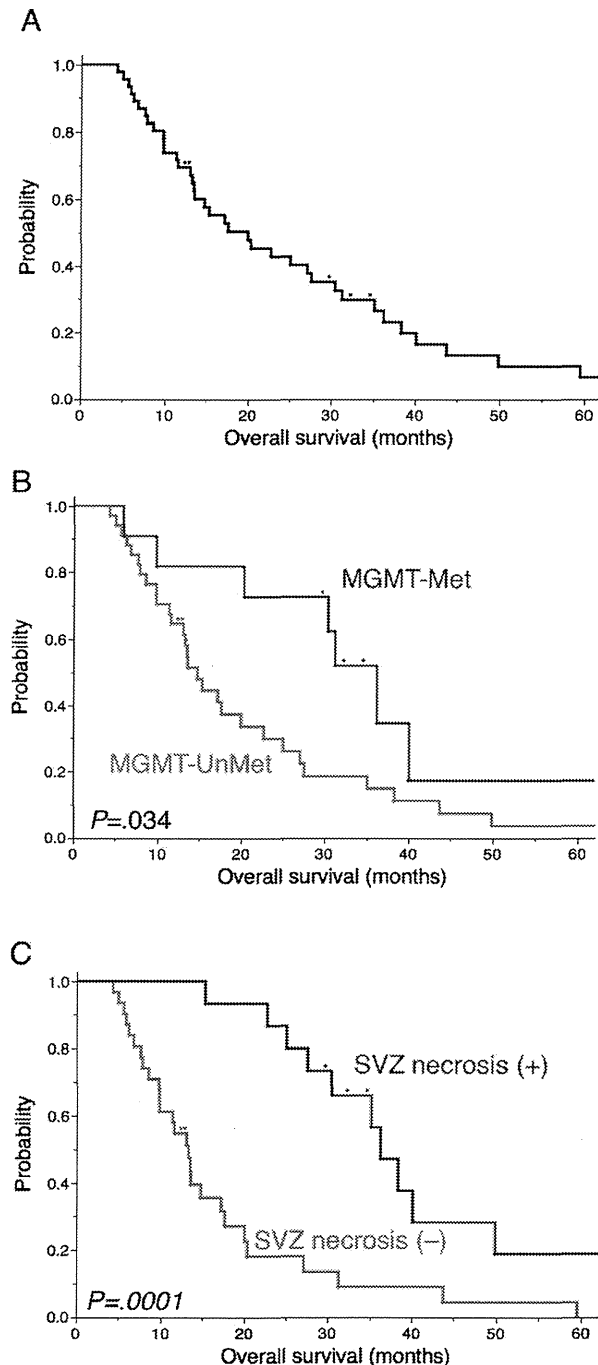 A
1.0
0.8
0.6
0.4
0.2
0.0
Probability
0 10 20 30 40 50 60
Overall survival (months)
B
1.0
0.8
0.6
0.4
0.2
0.0
Probability
MGMT-Met
MGMT-UnMet
P=.034
0 10 20 30 40 50 60
Overall survival (months)
C
1.0
0.8
0.6
0.4
0.2
0.0
Probability
SVZ necrosis (+)
SVZ necrosis (–)
P=.0001
0 10 20 30 40 50 60
Overall survival (months)